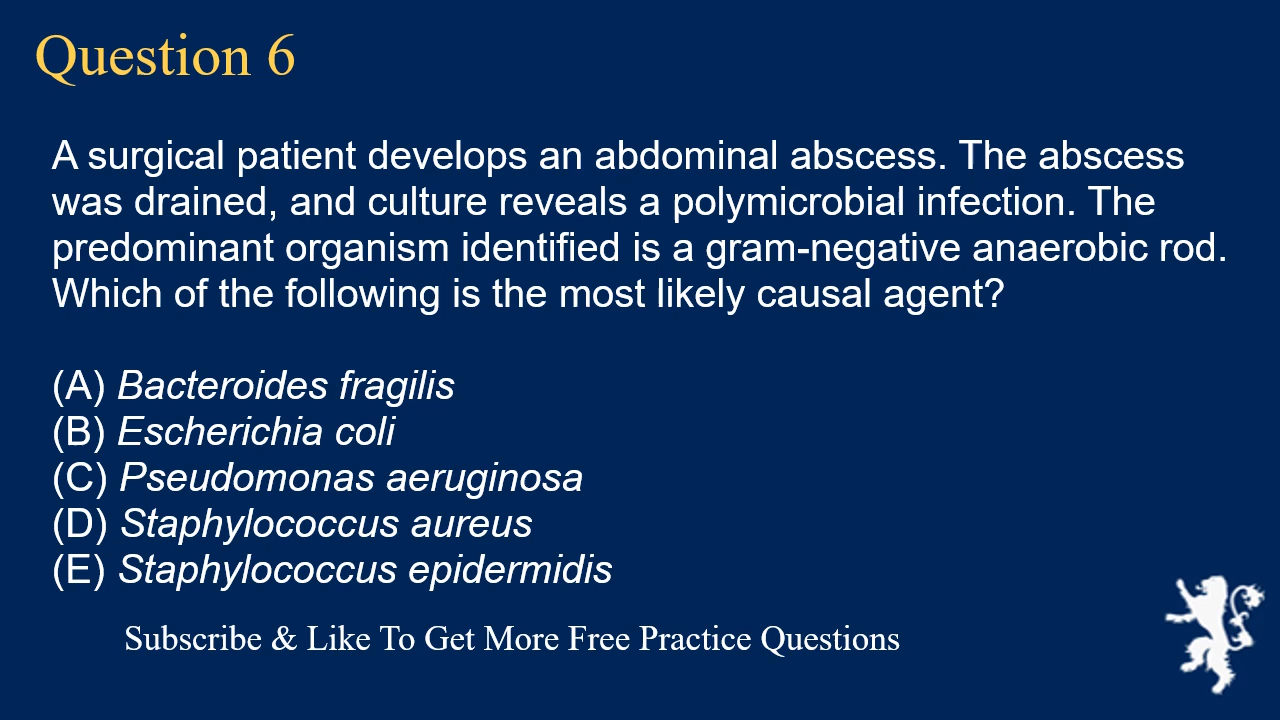 Question 6
A surgical patient develops an abdominal abscess. The abscess
was drained, and culture reveals a polymicrobial infection. The
predominant organism identified is a gram-negative anaerobic rod.
Which of the following is the most likely causal agent?
(A) Bacteroides fragilis
(B) Escherichia coli
(C) Pseudomonas aeruginosa
(D) Staphylococcus aureus
(E) Staphylococcus epidermidis
Subscribe & Like To Get More Free Practice Questions